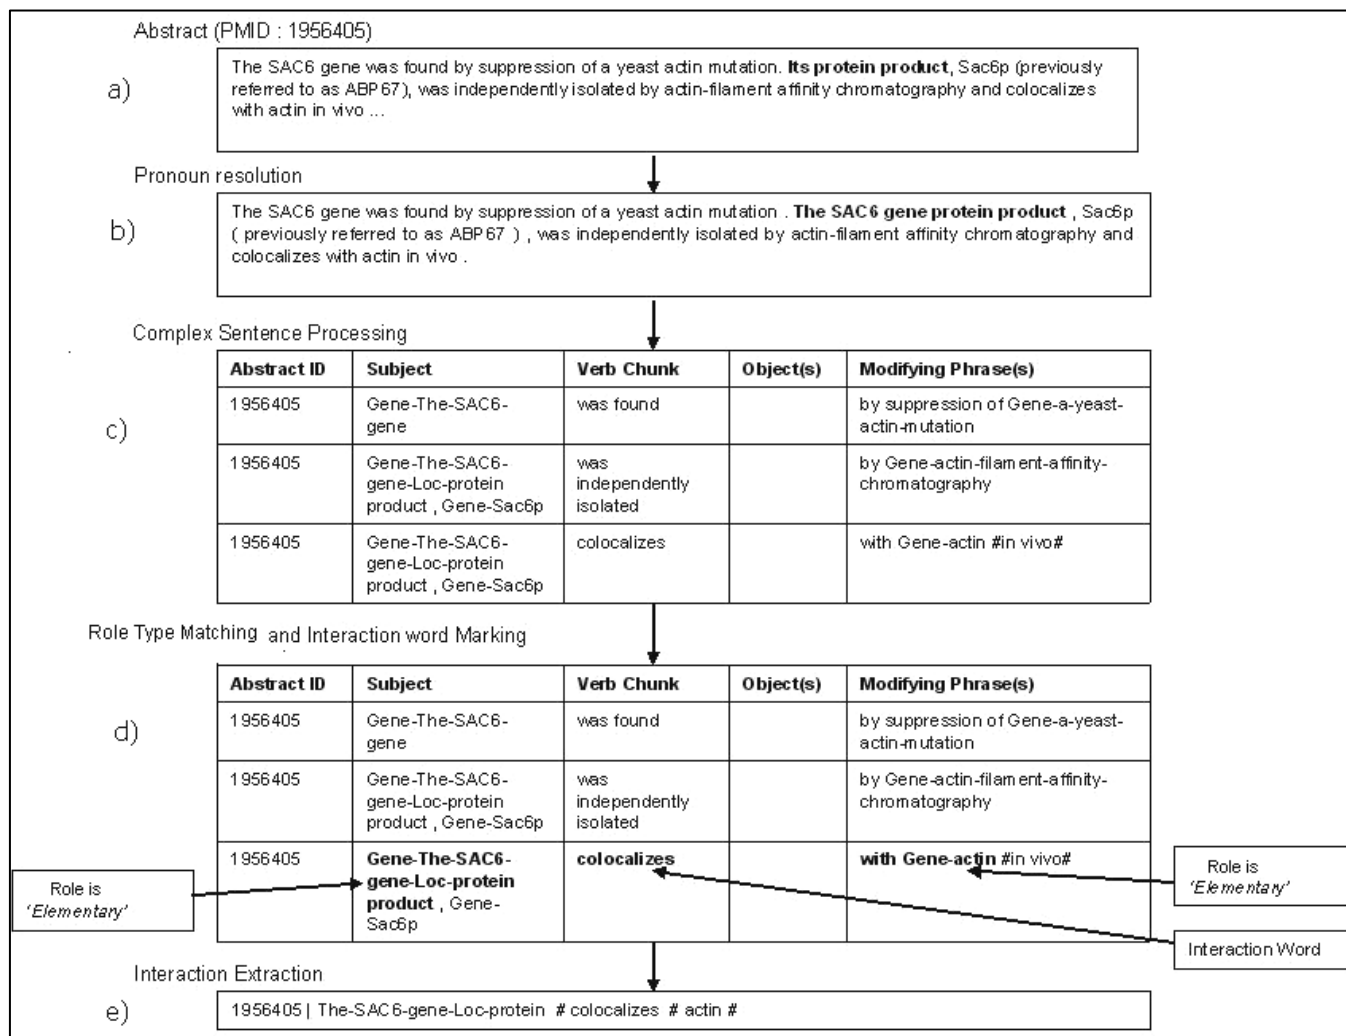 Abstract (PMID : 1956405)
a)
The SAC6 gene was found by suppression of a yeast actin mutation. Its protein product, Sac6p (previously
referred to as ABP67), was independently isolated by actin-filament affinity chromatography and colocalizes
with actin in vivo ...
Pronoun resolution
b)
The SAC6 gene was found by suppression of a yeast actin mutation . The SAC6 gene protein product , Sac6p
( previously referred to as ABP67 ) , was independently isolated by actin-filament affinity chromatography and
colocalizes with actin in vivo .
Complex Sentence Processing
c)
Abstract ID Subject Verb Chunk Object(s) Modifying Phrase(s)
1956405 Gene-The-SAC6- was found by suppression of Gene-a-yeast-
gene actin-mutation
1956405 Gene-The-SAC6- was by Gene-actin-filament-affinity-
gene-Loc-protein independently chromatography
product , Gene-Sac6p isolated
1956405 Gene-The-SAC6- colocalizes with Gene-actin #in vivo#
gene-Loc-protein
product , Gene-Sac6p
Role Type Matching and Interaction word Marking
d)
Abstract ID Subject Verb Chunk Object(s) Modifying Phrase(s)
1956405 Gene-The-SAC6- was found by suppression of Gene-a-yeast-
gene actin-mutation
1956405 Gene-The-SAC6- was by Gene-actin-filament-affinity-
gene-Loc-protein independently chromatography
product , Gene-Sac6p isolated
1956405 Gene-The-SAC6- colocalizes with Gene-actin #in vivo#
gene-Loc-protein
product , Gene-
Sac6p
Role is
'Elementary'
Role is
'Elementary'
Interaction Word
Interaction Extraction
e)
1956405 | The-SAC6-gene-Loc-protein # colocalizes # actin #